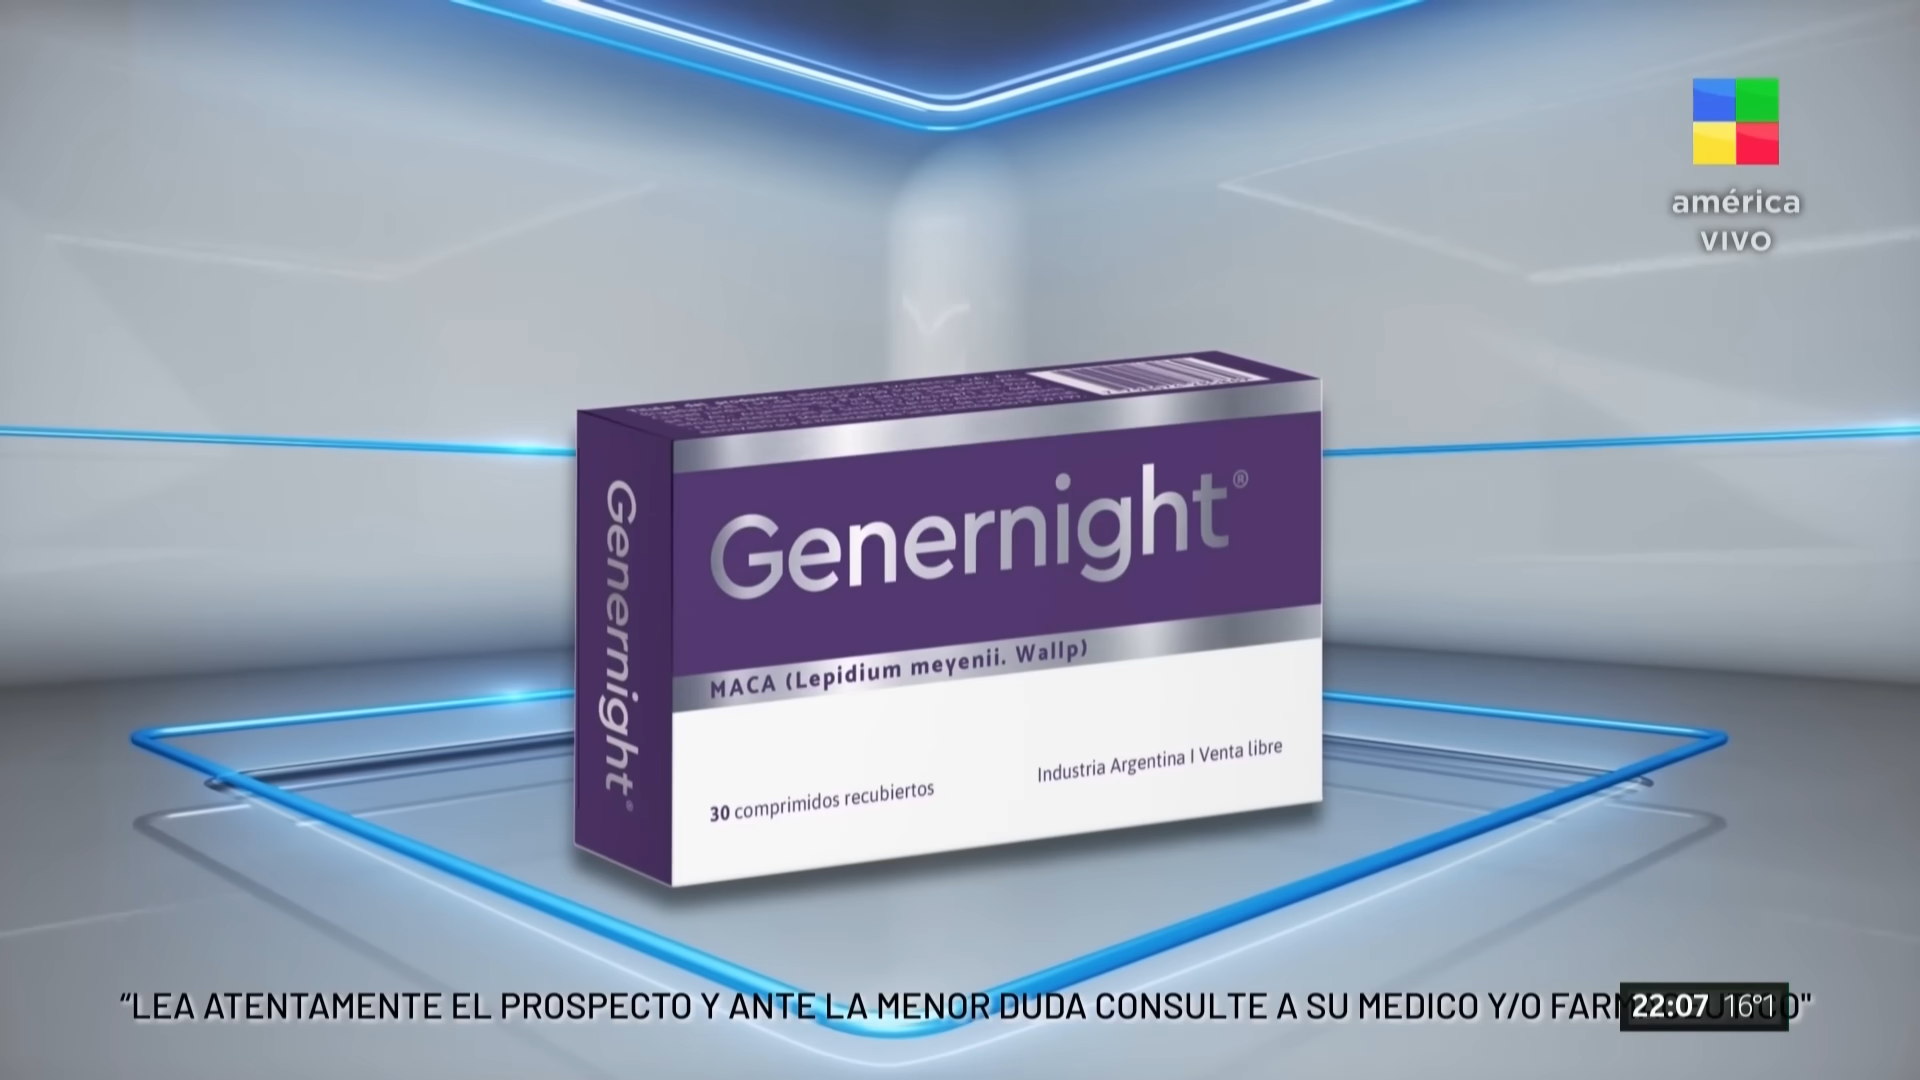 américa
VIVO
Genernight®
Genernight®
MACA (Lepidium meyenii. Wallp)
30 comprimidos recubiertos
Industria Argentina | Venta libre
“LEA ATENTAMENTE EL PROSPECTO Y ANTE LA MENOR DUDA CONSULTE A SU MEDICO Y/O
22:07 16°1